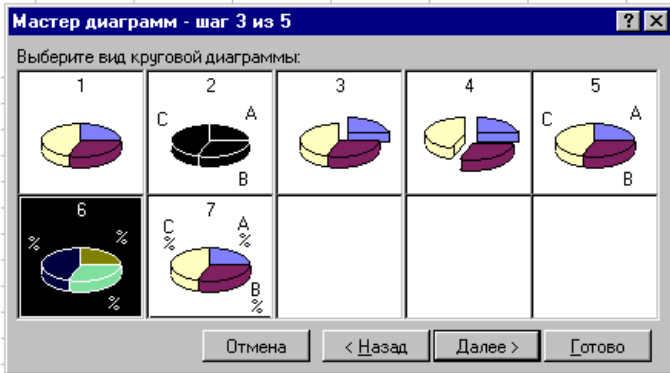 Мастер диаграмм - шаг 3 из 5
Выберите вид круговой диаграммы:
1 2 3 4 5
C A B C A B
6 7
% % % C % A % B %
Отмена < Назад Далее > Готово